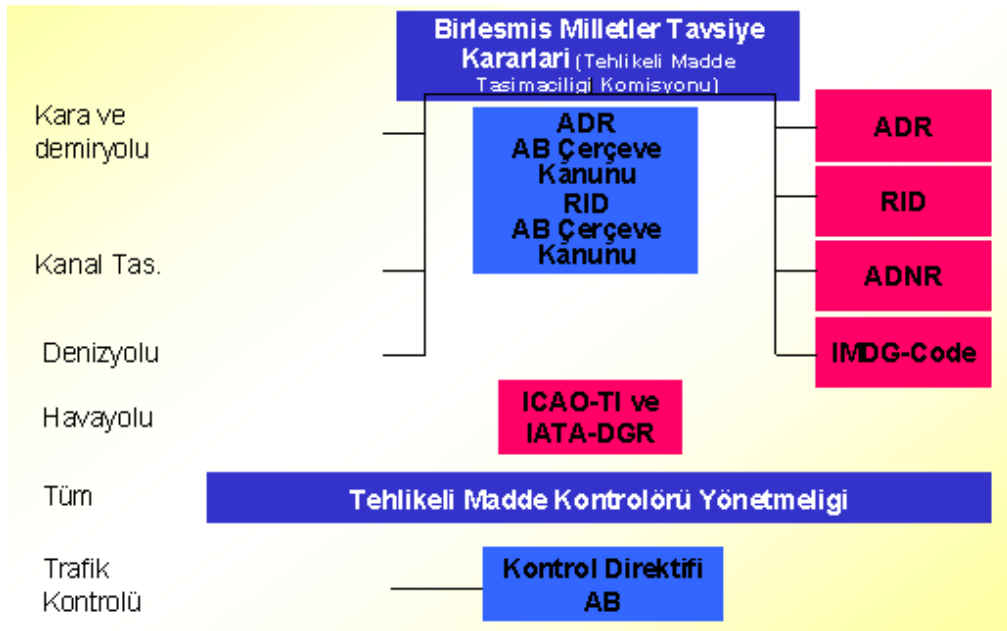 Birlesmis Milletler Tavsiye
Kararlari (Tehlikeli Madde
Tasimaciligi Komisyonu)
Kara ve
demiryolu
ADR
AB Çerçeve
Kanunu
RID
AB Çerçeve
Kanunu
ADR
RID
Kanal Tas.
ADNR
Denizyolu
IMDG-Code
Havayolu
ICAO-TI ve
IATA-DGR
Tüm
Tehlikeli Madde Kontrolörü Yönetmeligi
Trafik
Kontrolü
Kontrol Direktifi
AB